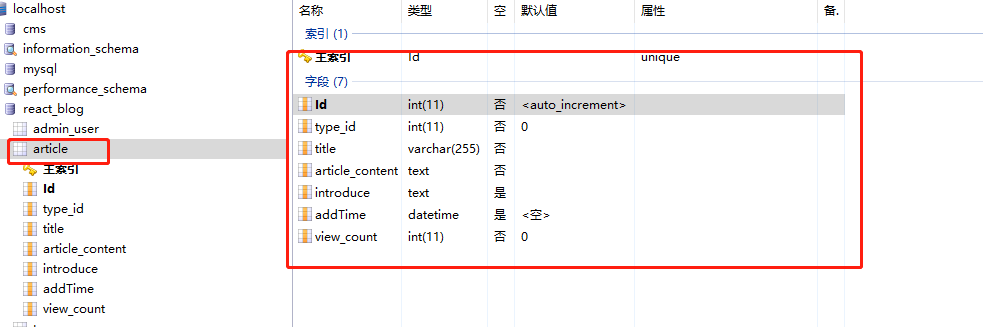 localhost
cms
information_schema
mysql
performance_schema
react_blog
admin_user
article
主索引
Id
type_id
title
article_content
introduce
addTime
view_count
名称 类型 空 默认值 属性 备.
索引 (1)
主索引 Id unique
字段 (7)
Id int(11) 否 <auto_increment>
type_id int(11) 否 0
title varchar(255) 否
article_content text 否
introduce text 是
addTime datetime 是 <空>
view_count int(11) 否 0